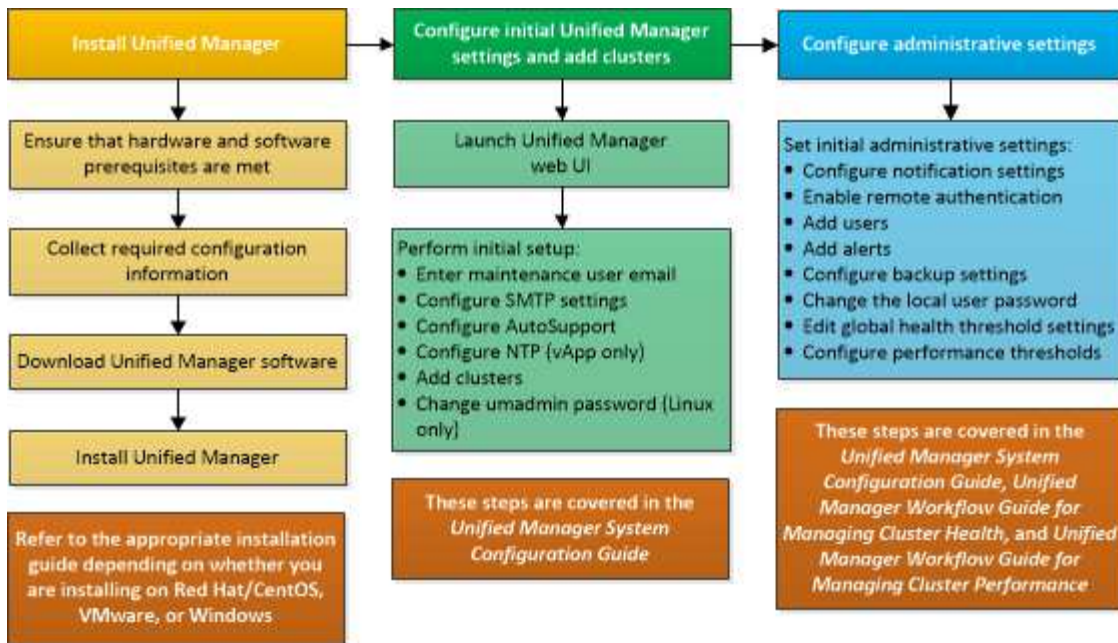 Install Unified Manager
Ensure that hardware and software
prerequisites are met
Collect required configuration
information
Download Unified Manager software
Install Unified Manager
Refer to the appropriate installation
guide depending on whether you
are installing on Red Hat/CentOS,
VMware, or Windows
Configure initial Unified Manager
settings and add clusters
Launch Unified Manager
web UI
Perform initial setup:
• Enter maintenance user email
• Configure SMTP settings
• Configure AutoSupport
• Configure NTP (vApp only)
• Add clusters
• Change umadmin password (Linux
only)
These steps are covered in the
Unified Manager System
Configuration Guide
Configure administrative settings
Set initial administrative settings:
• Configure notification settings
• Enable remote authentication
• Add users
• Add alerts
• Configure backup settings
• Change the local user password
• Edit global health threshold settings
• Configure performance thresholds
These steps are covered in the
Unified Manager System
Configuration Guide, Unified
Manager Workflow Guide for
Managing Cluster Health, and Unified
Manager Workflow Guide for
Managing Cluster Performance